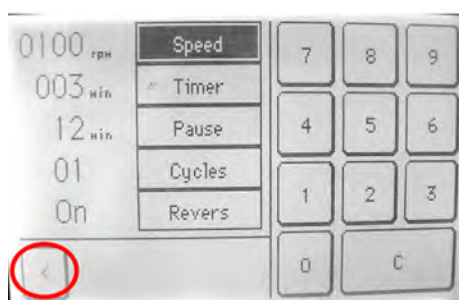 0100 rpm Speed
003 min Timer
12 min Pause
01 Cycles
On Revers
<
7 8 9
4 5 6
1 2 3
0 C